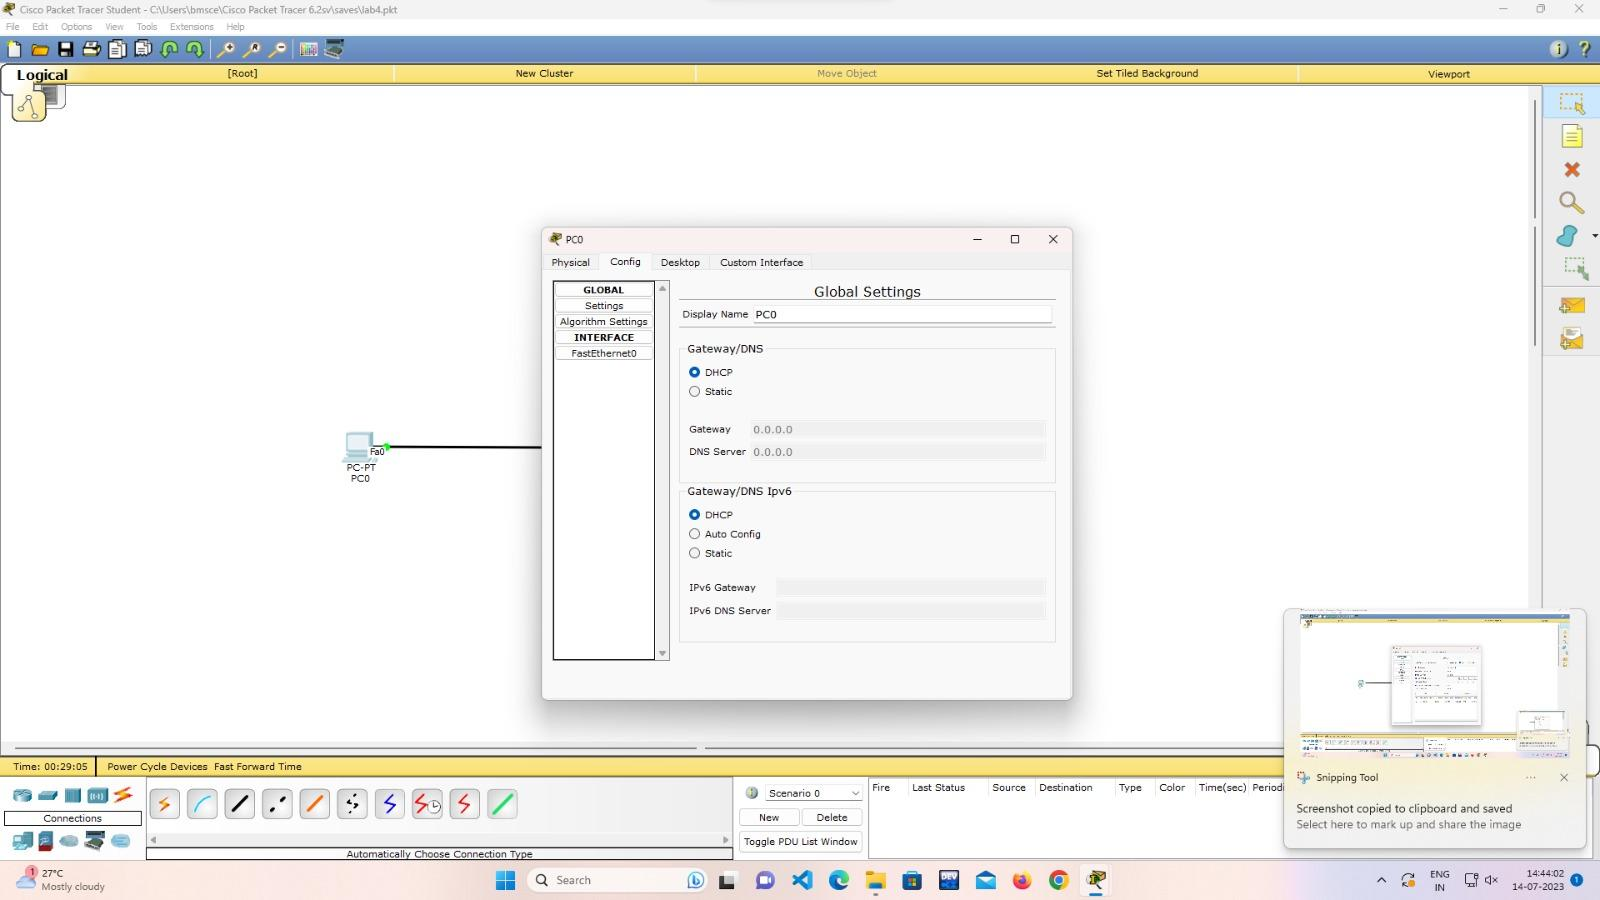 Cisco Packet Tracer Student - C:\Users\bmsce\Cisco Packet Tracer 6.2sv\saves\lab4.pkt
File Edit Options View Tools Extensions Help
Logical [Root] New Cluster Move Object Set Tiled Background Viewport
PC0
Physical Config Desktop Custom Interface
GLOBAL
Settings
Algorithm Settings
INTERFACE
FastEthernet0
Global Settings
Display Name PC0
Gateway/DNS
DHCP
Static
Gateway 0.0.0.0
DNS Server 0.0.0.0
Gateway/DNS Ipv6
DHCP
Auto Config
Static
IPv6 Gateway
IPv6 DNS Server
Fa0
PC-PT
PC0
Snipping Tool
Screenshot copied to clipboard and saved
Select here to mark up and share the image
Time: 00:29:05 Power Cycle Devices Fast Forward Time
Connections
Automatically Choose Connection Type
Scenario 0
New Delete
Toggle PDU List Window
Fire Last Status Source Destination Type Color Time(sec)
1
27°C
Mostly cloudy
Search
DEV
ENG
IN
14:44:02
14-07-2023
1